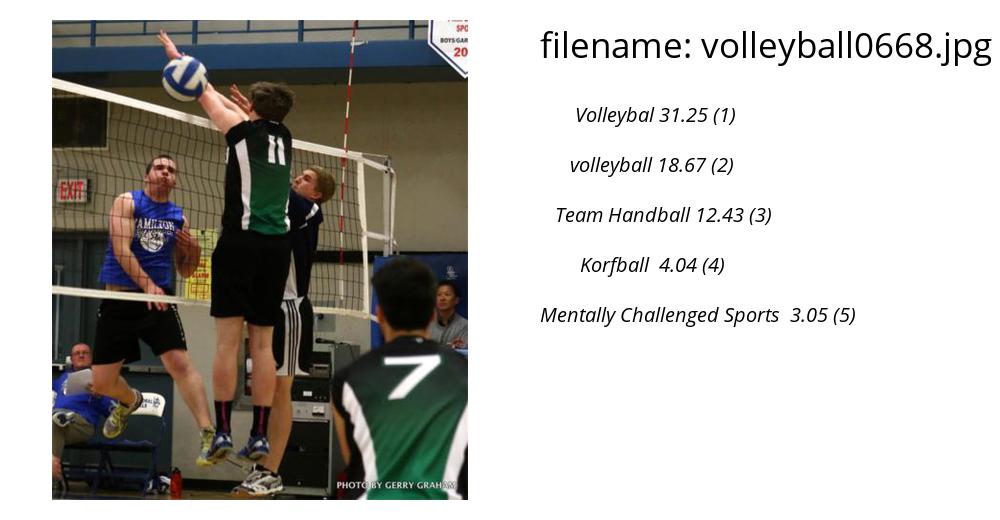 filename: volleyball0668.jpg
Volleybal 31.25 (1)
volleyball 18.67 (2)
Team Handball 12.43 (3)
Korfball 4.04 (4)
Mentally Challenged Sports 3.05 (5)
SPO
BOYS/GAR
20
11
EXIT
HAMILTON
7
PHOTO BY GERRY GRAHAM